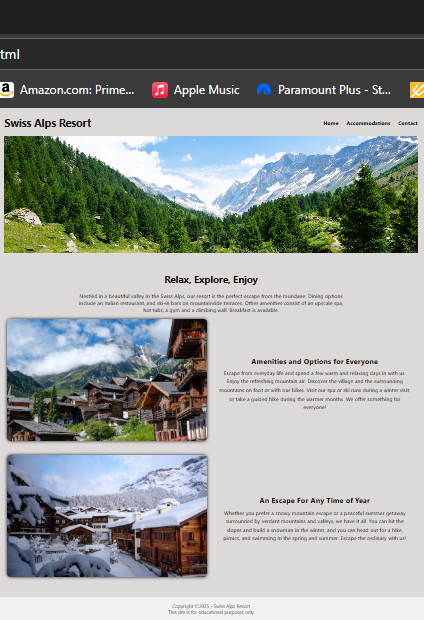 tml
a Amazon.com: Prime... Apple Music Paramount Plus - St...
Swiss Alps Resort
Home Accommodations Contact
Relax, Explore, Enjoy
Nestled in a beautiful valley in the Swiss Alps, our resort is the perfect escape from the mundane. Dining options
include an Italian restaurant, and ski-in bars on mountainside terraces. Other amenities consist of an upscale spa,
hot tubs, a gym and a climbing wall. Breakfast is available.
Amenities and Options for Everyone
Escape from everyday life and spend a few warm and relaxing days in with us.
Enjoy the refreshing mountain air. Discover the village and the surrounding
mountains on foot or with our bikes. Visit our spa or ski runs during a winter visit,
or take a guided hike during the warmer months. We offer something for
everyone!
An Escape For Any Time of Year
Whether you prefer a snowy mountain escape or a peaceful summer getaway
surrounded by verdant mountains and valleys, we have it all. You can hit the
slopes and build a snowman in the winter, and you can head out for a hike,
picnics, and swimming in the spring and summer. Escape the ordinary with us!
Copyright ©2025 - Swiss Alps Resort
This site is for educational purposes only